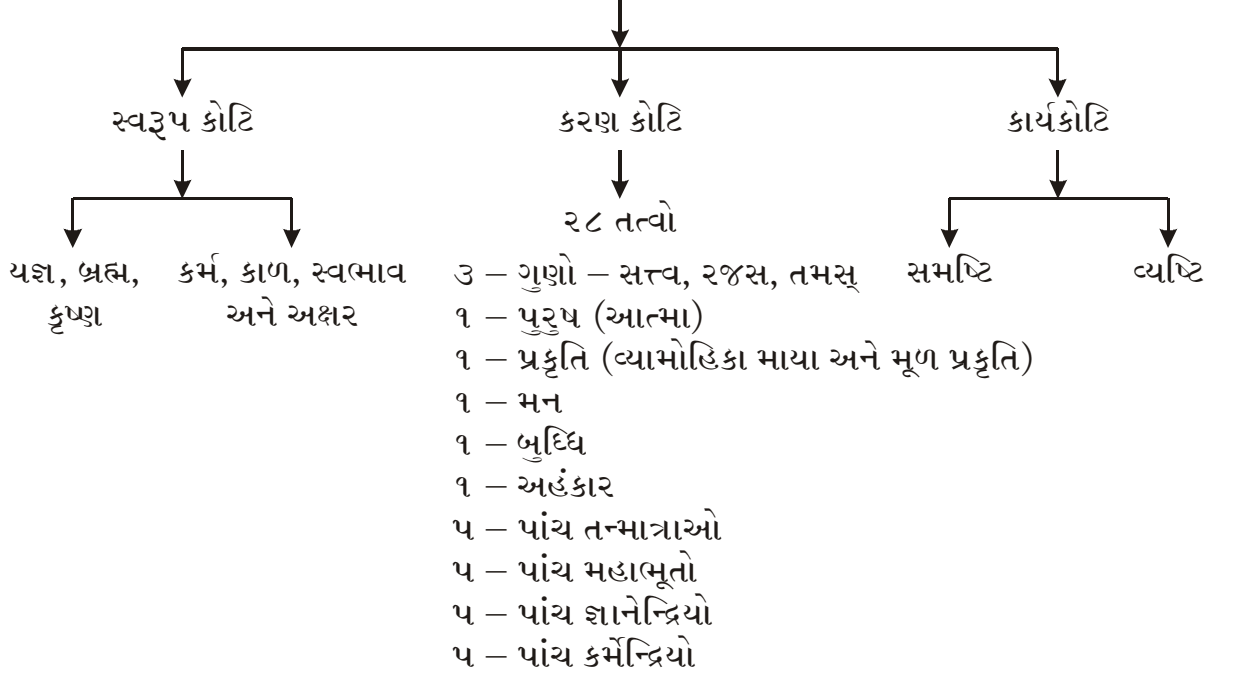 સ્વરૂપ કોટિ
કરણ કોટિ
કાર્યકોટિ
૨૮ તત્વો
યજ્ઞ, બ્રહ્મ,
કૃષ્ણ
કર્મ, કાળ, સ્વભાવ
અને અક્ષર
૩ – ગુણો – સત્ત્વ, રજસ, તમસ્
૧ – પુરુષ (આત્મા)
૧ – પ્રકૃતિ (વ્યામોહિકા માયા અને મૂળ પ્રકૃતિ)
૧ – મન
૧ – બુધ્ધિ
૧ – અહંકાર
૫ – પાંચ તન્માત્રાઓ
૫ – પાંચ મહાભૂતો
૫ – પાંચ જ્ઞાનેન્દ્રિયો
૫ – પાંચ કર્મેન્દ્રિયો
સમષ્ટિ
વ્યષ્ટિ